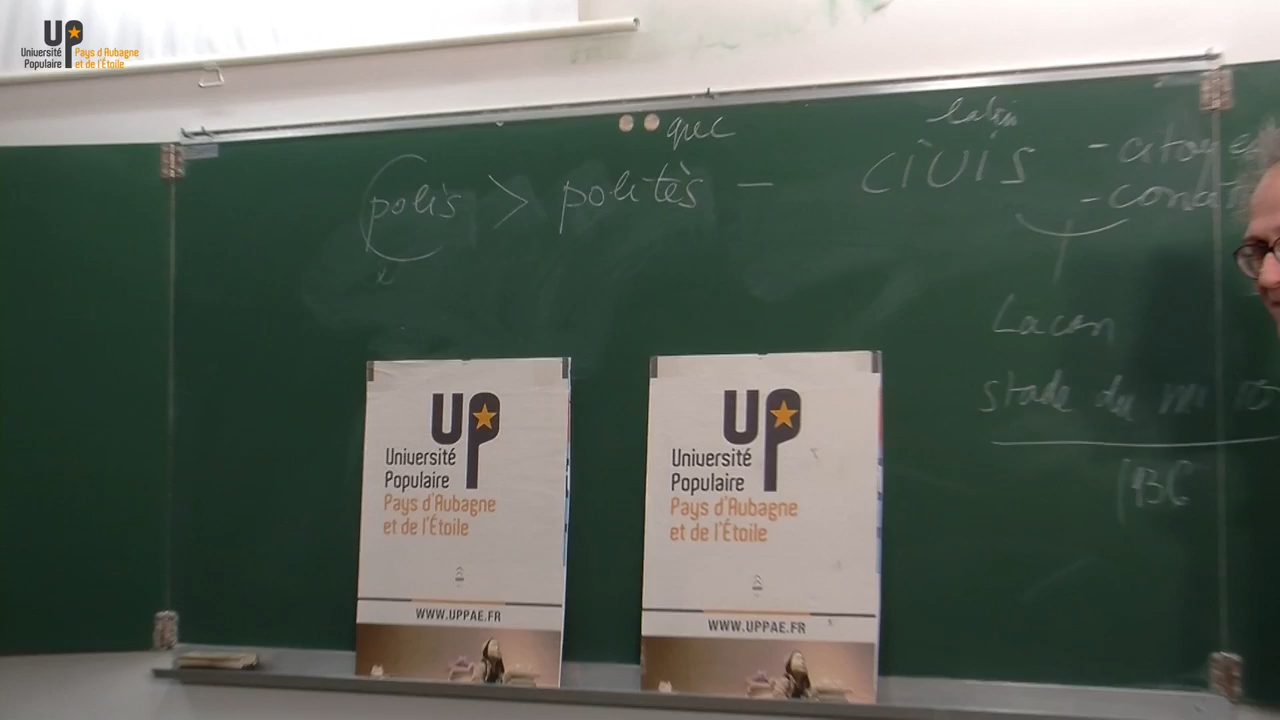 UP
Université
Populaire
Pays d'Aubagne
et de l'Étoile
grec
latin
polis > politès — civis
Lacan
stade du
1936
UP
Université
Populaire
Pays d'Aubagne
et de l'Étoile
WWW.UPPAE.FR
UP
Université
Populaire
Pays d'Aubagne
et de l'Étoile
WWW.UPPAE.FR